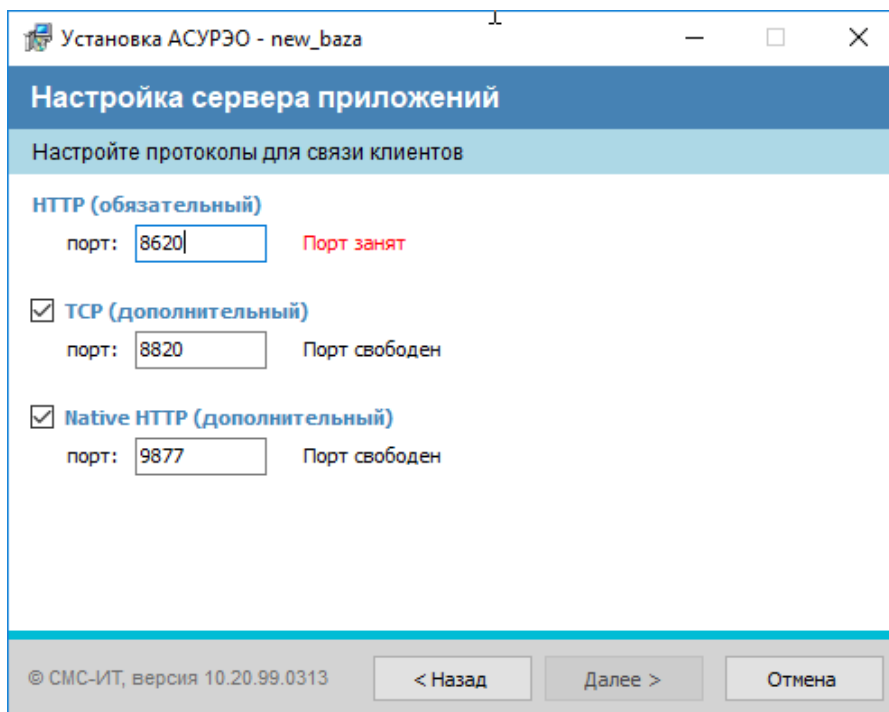 Установка АСУРЭО - new_baza
Настройка сервера приложений
Настройте протоколы для связи клиентов
HTTP (обязательный)
порт: 8620 Порт занят
TCP (дополнительный)
порт: 8820 Порт свободен
Native HTTP (дополнительный)
порт: 9877 Порт свободен
© СМС-ИТ, версия 10.20.99.0313 < Назад Далее > Отмена